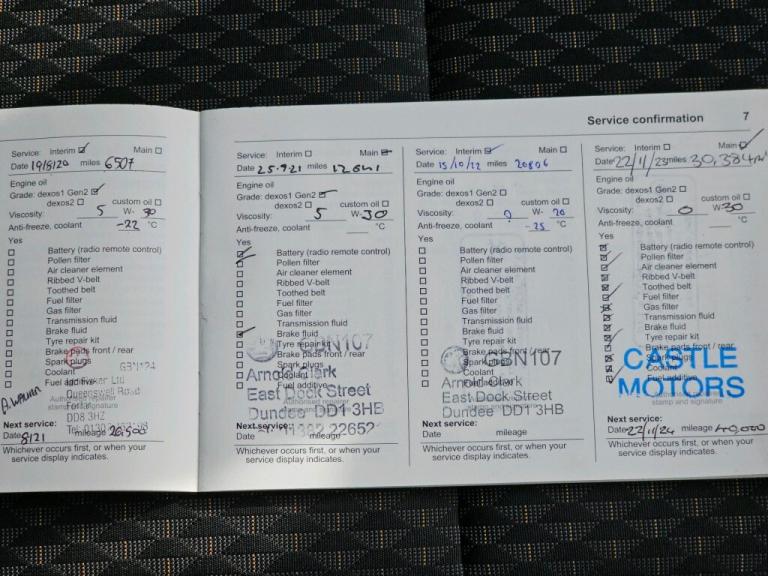 Service confirmation 7
Service: Interim Main
Date 19/8/20 miles 6507
Engine oil
Grade: dexos1 Gen2
dexos2 custom oil
Viscosity: 5 W- 30
Anti-freeze, coolant -22 °C
Yes
Battery (radio remote control)
Pollen filter
Air cleaner element
Ribbed V-belt
Toothed belt
Fuel filter
Gas filter
Transmission fluid
Brake fluid
Tyre repair kit
Brake pads front / rear
Spark plugs
Coolant
Fuel additive
Queenswell Road
Forfar
DD8 3HZ
Next service:
Date 8/21 mileage 26,500
Whichever occurs first, or when your
service display indicates.
Service: Interim Main
Date 25-9-21 miles 12841
Engine oil
Grade: dexos1 Gen2
dexos2 custom oil
Viscosity: 5 W- 30
Anti-freeze, coolant °C
Yes
Battery (radio remote control)
Pollen filter
Air cleaner element
Ribbed V-belt
Toothed belt
Fuel filter
Gas filter
Transmission fluid
Brake fluid
Tyre repair kit
Brake pads front / rear
Spark plugs
Coolant
Fuel additive
Arnold Clark
East Dock Street
Dundee DD1 3HB
Next service:
Date mileage
Whichever occurs first, or when your
service display indicates.
Service: Interim Main
Date 15/10/22 miles 20806
Engine oil
Grade: dexos1 Gen2
dexos2 custom oil
Viscosity: 0 W- 20
Anti-freeze, coolant -25 °C
Yes
Battery (radio remote control)
Pollen filter
Air cleaner element
Ribbed V-belt
Toothed belt
Fuel filter
Gas filter
Transmission fluid
Brake fluid
Tyre repair kit
Brake pads front / rear
Spark plugs
Arnold Clark
East Dock Street
Dundee DD1 3HB
Next service:
Date mileage
Whichever occurs first, or when your
service display indicates.
Service: Interim Main
Date 22/11/23 miles 30,384
Engine oil
Grade: dexos1 Gen2
dexos2 custom oil
Viscosity: 0 W- 30
Anti-freeze, coolant °C
Yes
Battery (radio remote control)
Pollen filter
Air cleaner element
Ribbed V-belt
Toothed belt
Fuel filter
Gas filter
Transmission fluid
Brake fluid
Tyre repair kit
Brake pads front / rear
Spark plugs
Coolant
Fuel additive
CASTLE
MOTORS
stamp and signature
Next service:
Date 22/11/24 mileage 40,000
Whichever occurs first, or when your
service display indicates.